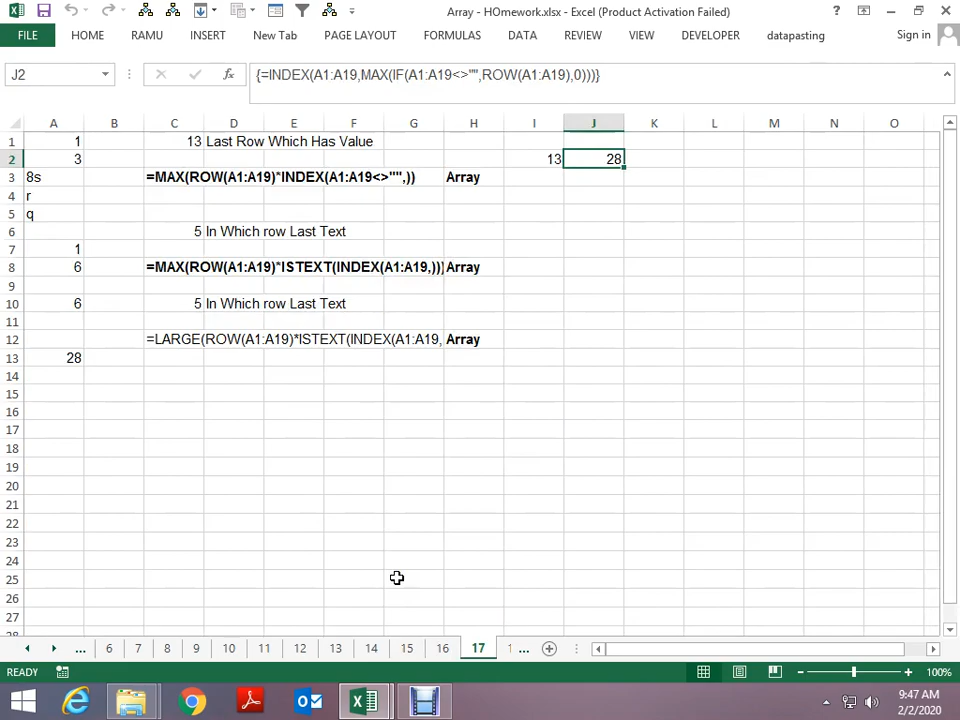 Array - HOmework.xlsx - Excel (Product Activation Failed)
FILE HOME RAMU INSERT New Tab PAGE LAYOUT FORMULAS DATA REVIEW VIEW DEVELOPER datapasting Sign in
J2 fx {=INDEX(A1:A19,MAX(IF(A1:A19<>"",ROW(A1:A19),0)))}
A B C D E F G H I J K L M N O
1 1 13 Last Row Which Has Value
2 3 13 28
3 8s =MAX(ROW(A1:A19)*INDEX(A1:A19<>"",)) Array
4 r
5 q
6 5 In Which row Last Text
7 1
8 6 =MAX(ROW(A1:A19)*ISTEXT(INDEX(A1:A19,))) Array
9
10 6 5 In Which row Last Text
11
12 =LARGE(ROW(A1:A19)*ISTEXT(INDEX(A1:A19, Array
13 28
14
15
16
17
18
19
20
21
22
23
24
25
26
27
28
... 6 7 8 9 10 11 12 13 14 15 16 17 1 ...
READY 100%
9:47 AM
2/2/2020